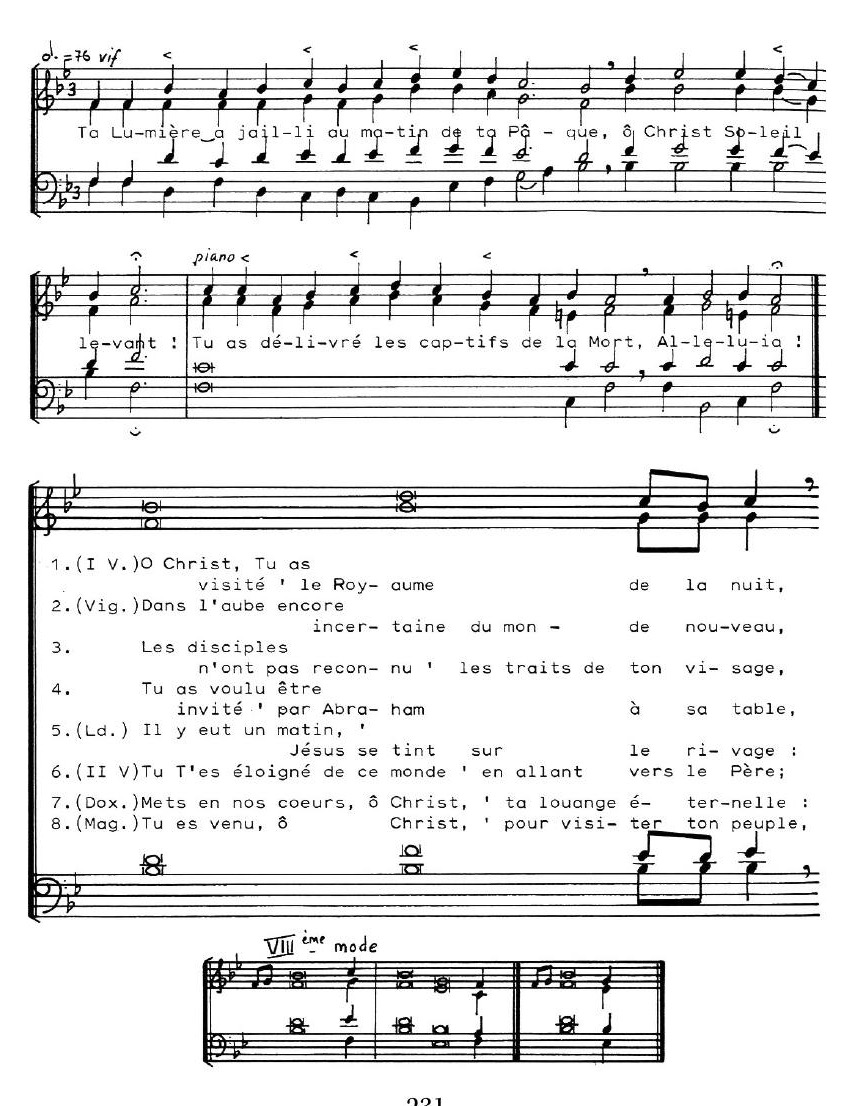 𝅗𝅥. = 76 vif
Ta Lu-mière a jail-li au ma-tin de ta Pâ - que, ô Christ So-leil
piano
le-vant ! Tu as dé-li-vré les cap-tifs de la Mort, Al-le-lu-ia !
1.(I V.)O Christ, Tu as
visité ' le Roy- aume de la nuit,
2.(Vig.)Dans l'aube encore
incer- taine du mon - de nou-veau,
3. Les disciples
n'ont pas recon- nu ' les traits de ton vi- sage,
4. Tu as voulu être
invité ' par Abra- ham à sa table,
5.(Ld.) Il y eut un matin, '
Jésus se tint sur le ri- vage :
6.(II V)Tu T'es éloigné de ce monde ' en allant vers le Père;
7.(Dox.)Mets en nos coeurs, ô Christ, ' ta louange é- ternelle :
8.(Mag.)Tu es venu, ô Christ, ' pour visi- ter ton peuple,
VIII ème mode
231